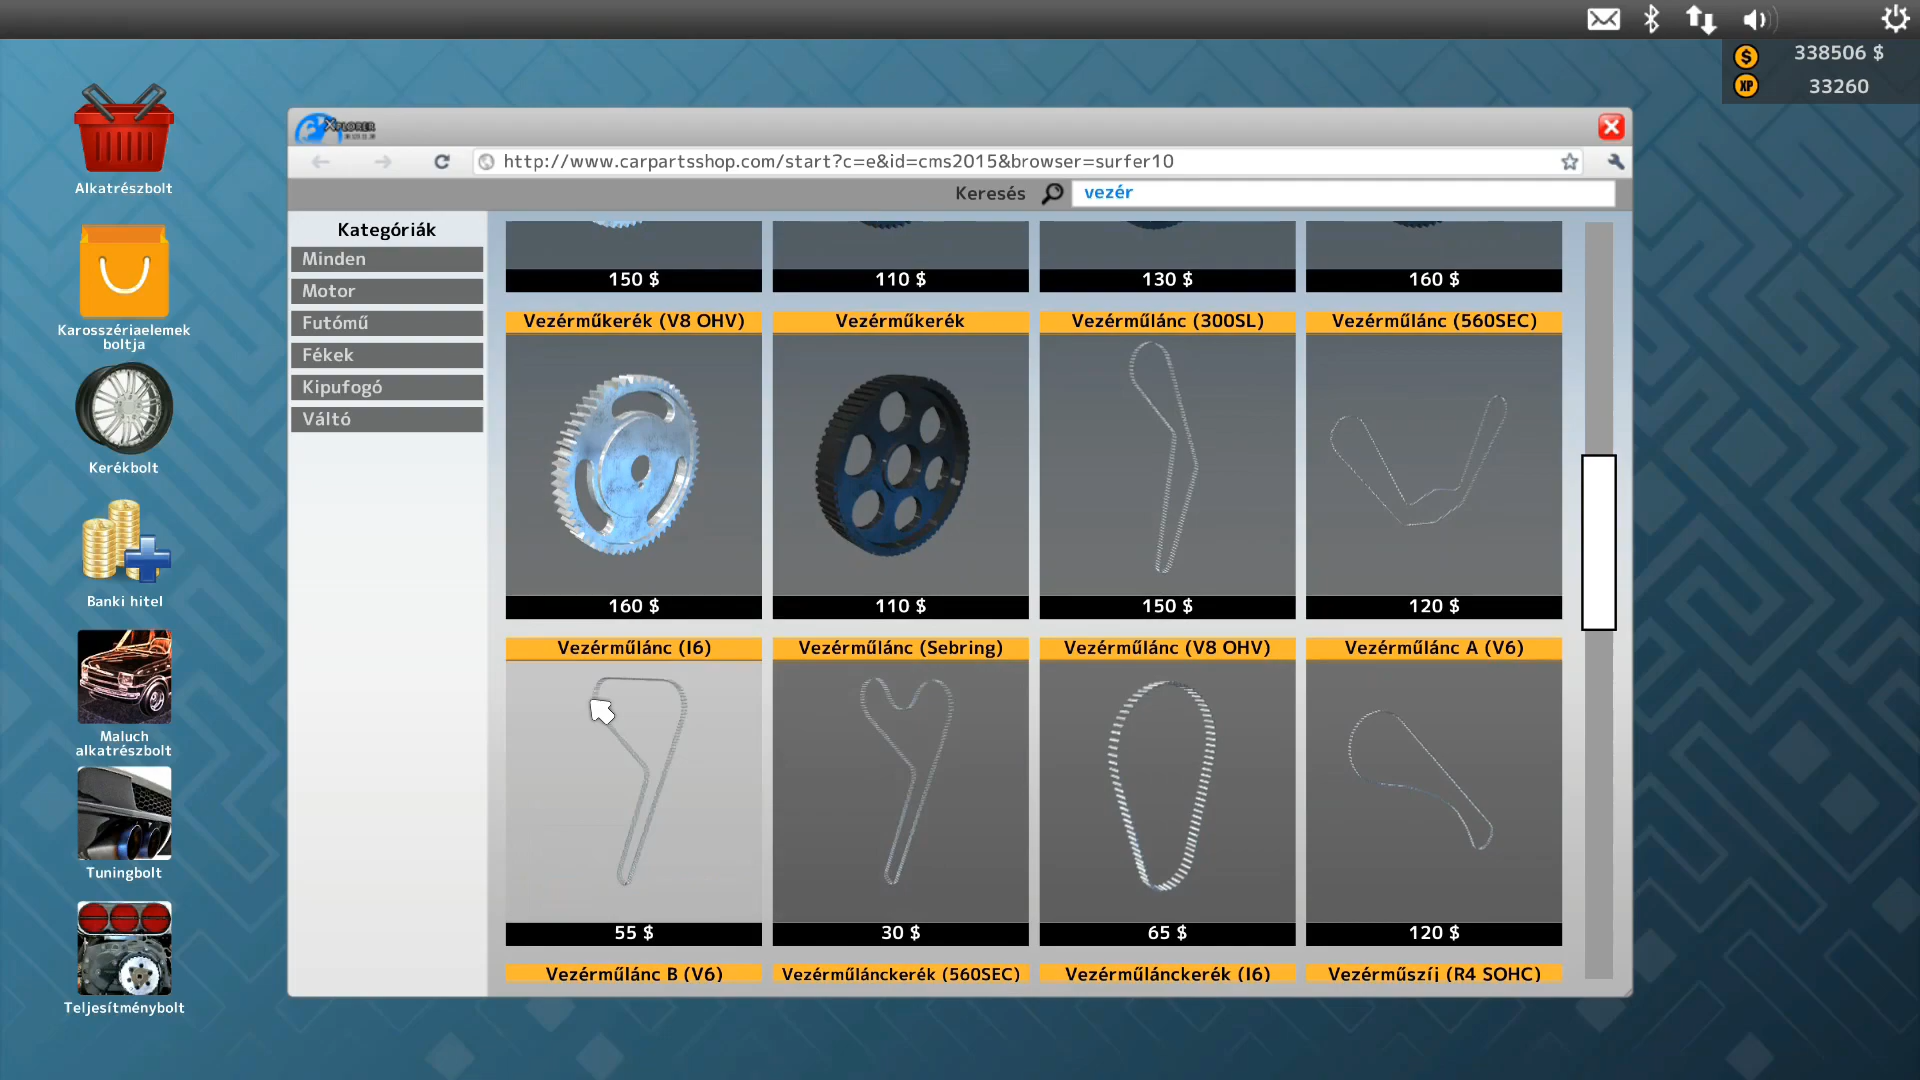 338506 $
XP
33260
XPLORER
http://www.carpartsshop.com/start?c=e&id=cms2015&browser=surfer10
Keresés
vezér
Alkatrészbolt
Karosszériaelemek
boltja
Kerékbolt
Banki hitel
Maluch
alkatrészbolt
Tuningbolt
Teljesítménybolt
Kategóriák
Minden
Motor
Futómű
Fékek
Kipufogó
Váltó
150 $
110 $
130 $
160 $
Vezérműkerék (V8 OHV)
Vezérműkerék
Vezérműlánc (300SL)
Vezérműlánc (560SEC)
160 $
110 $
150 $
120 $
Vezérműlánc (I6)
Vezérműlánc (Sebring)
Vezérműlánc (V8 OHV)
Vezérműlánc A (V6)
55 $
30 $
65 $
120 $
Vezérműlánc B (V6)
Vezérműlánckerék (560SEC)
Vezérműlánckerék (I6)
Vezérműszíj (R4 SOHC)